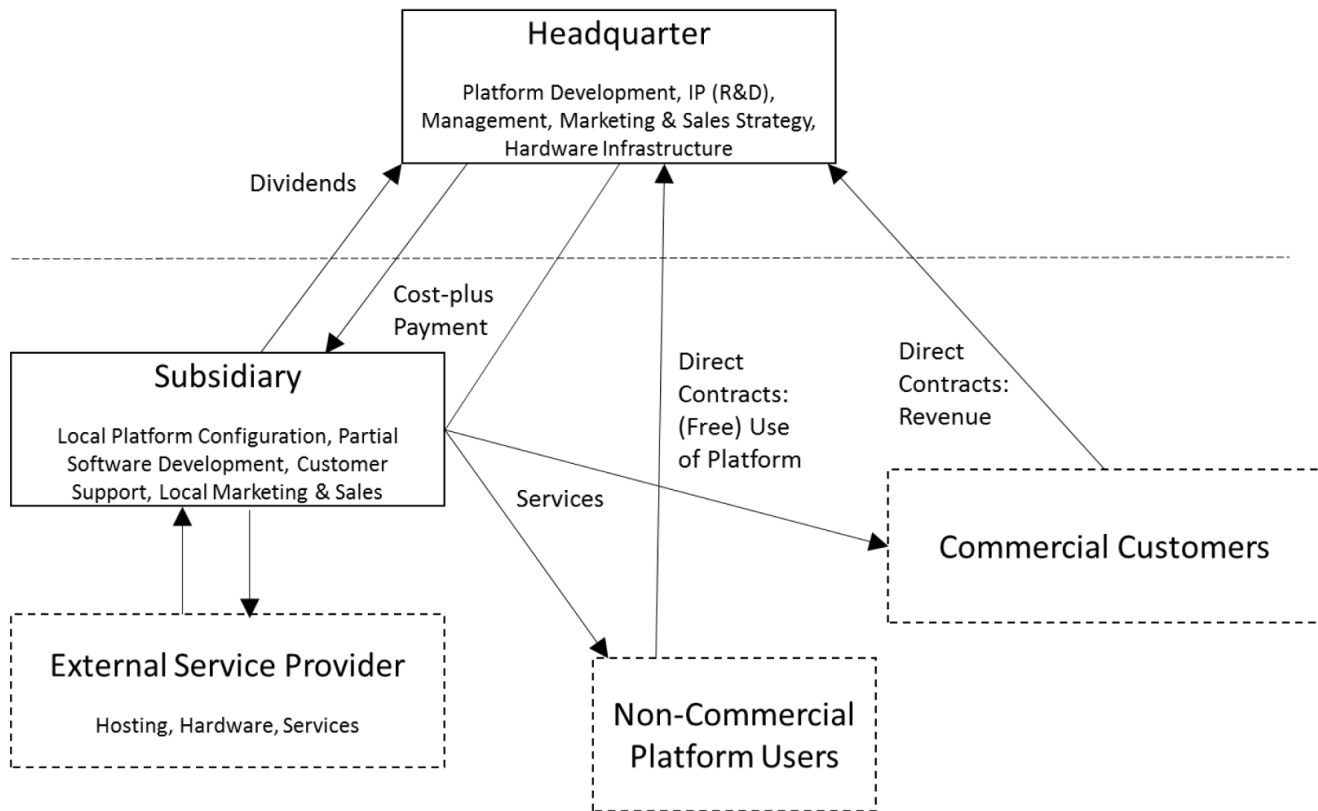 Headquarter
Platform Development, IP (R&D),
Management, Marketing & Sales Strategy,
Hardware Infrastructure
Dividends
Cost-plus
Payment
Direct
Contracts:
(Free) Use
of Platform
Direct
Contracts:
Revenue
Subsidiary
Local Platform Configuration, Partial
Software Development, Customer
Support, Local Marketing & Sales
Services
Commercial Customers
External Service Provider
Hosting, Hardware, Services
Non-Commercial
Platform Users